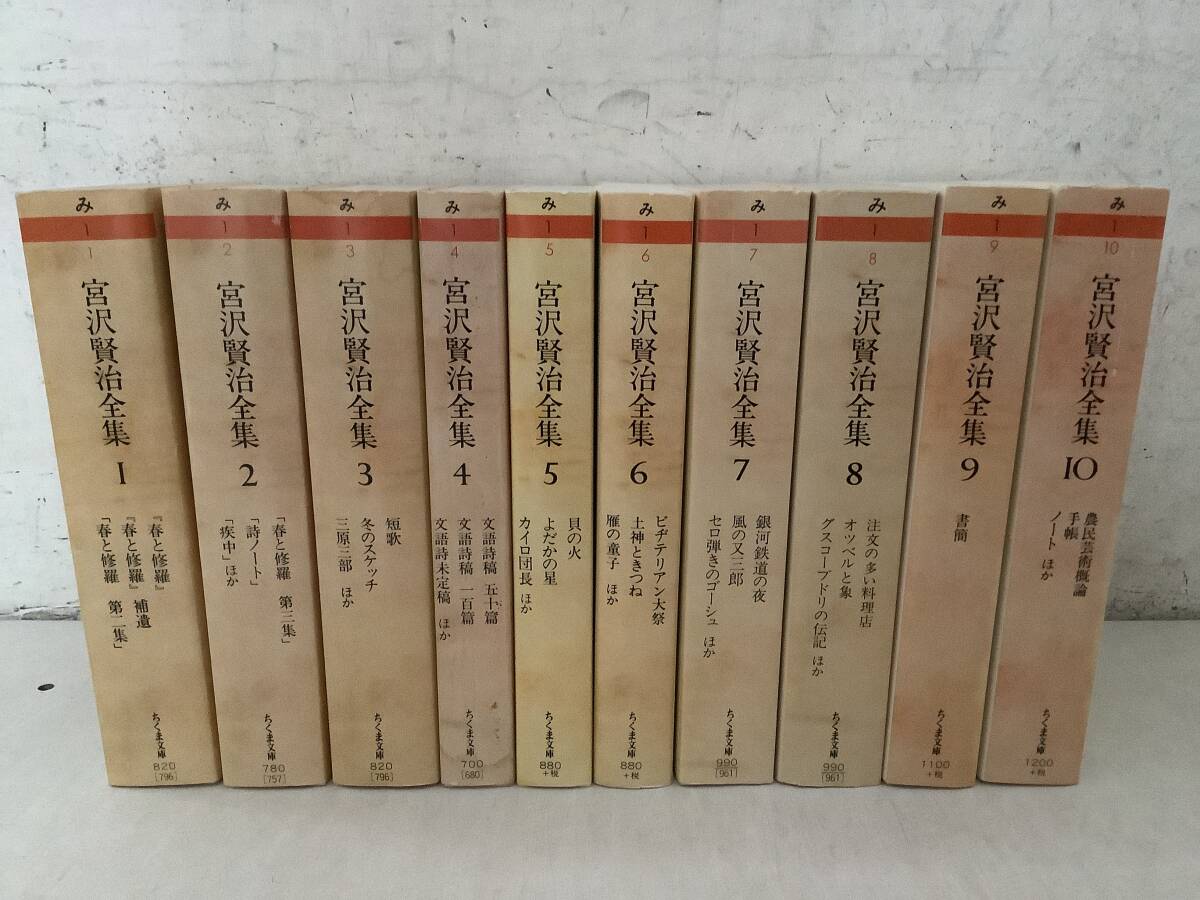 み
1
1
宮沢賢治全集 1
『春と修羅』
『春と修羅』補遺
「春と修羅 第二集」
ちくま文庫
820
[796]
み
1
2
宮沢賢治全集 2
「春と修羅 第三集」
「詩ノート」
「疾中」ほか
ちくま文庫
780
[757]
み
1
3
宮沢賢治全集 3
短歌
冬のスケッチ
三原三部 ほか
ちくま文庫
820
[796]
み
1
4
宮沢賢治全集 4
文語詩稿 五十篇
文語詩稿 一百篇
文語詩未定稿 ほか
ちくま文庫
700
[680]
み
1
5
宮沢賢治全集 5
貝の火
よだかの星
カイロ団長 ほか
ちくま文庫
880
+税
み
1
6
宮沢賢治全集 6
ビヂテリアン大祭
土神ときつね
雁の童子 ほか
ちくま文庫
880
+税
み
1
7
宮沢賢治全集 7
銀河鉄道の夜
風の又三郎
セロ弾きのゴーシュ ほか
ちくま文庫
990
[961]
み
1
8
宮沢賢治全集 8
注文の多い料理店
オツベルと象
グスコーブドリの伝記 ほか
ちくま文庫
990
[961]
み
1
9
宮沢賢治全集 9
書簡
ちくま文庫
1100
+税
み
1
10
宮沢賢治全集 10
農民芸術概論
手帳
ノート ほか
ちくま文庫
1200
+税